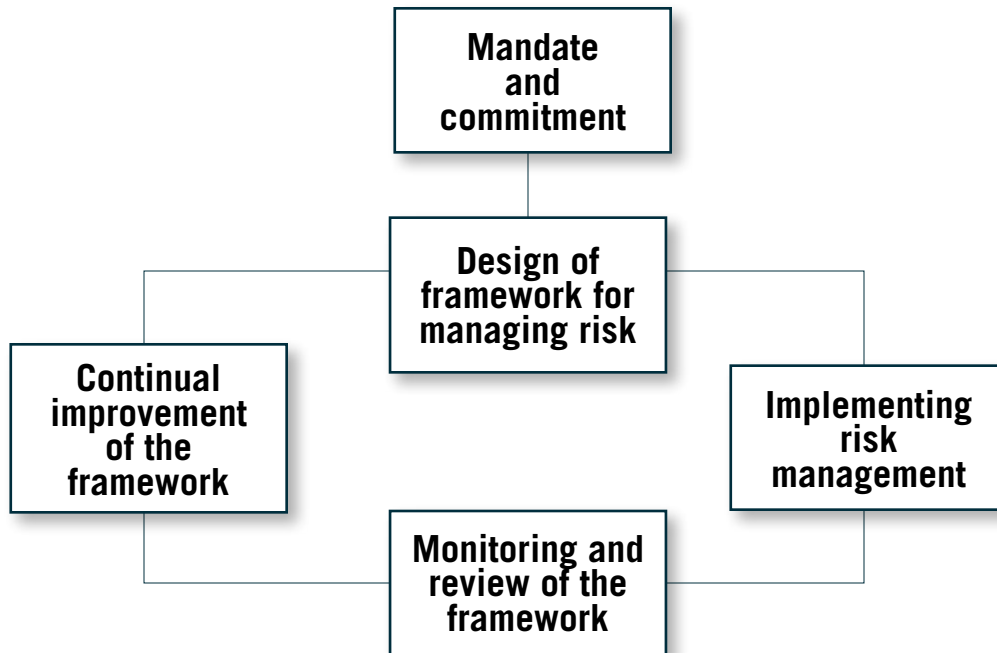 Mandate
and
commitment
Design of
framework for
managing risk
Continual
improvement
of the
framework
Implementing
risk
management
Monitoring and
review of the
framework